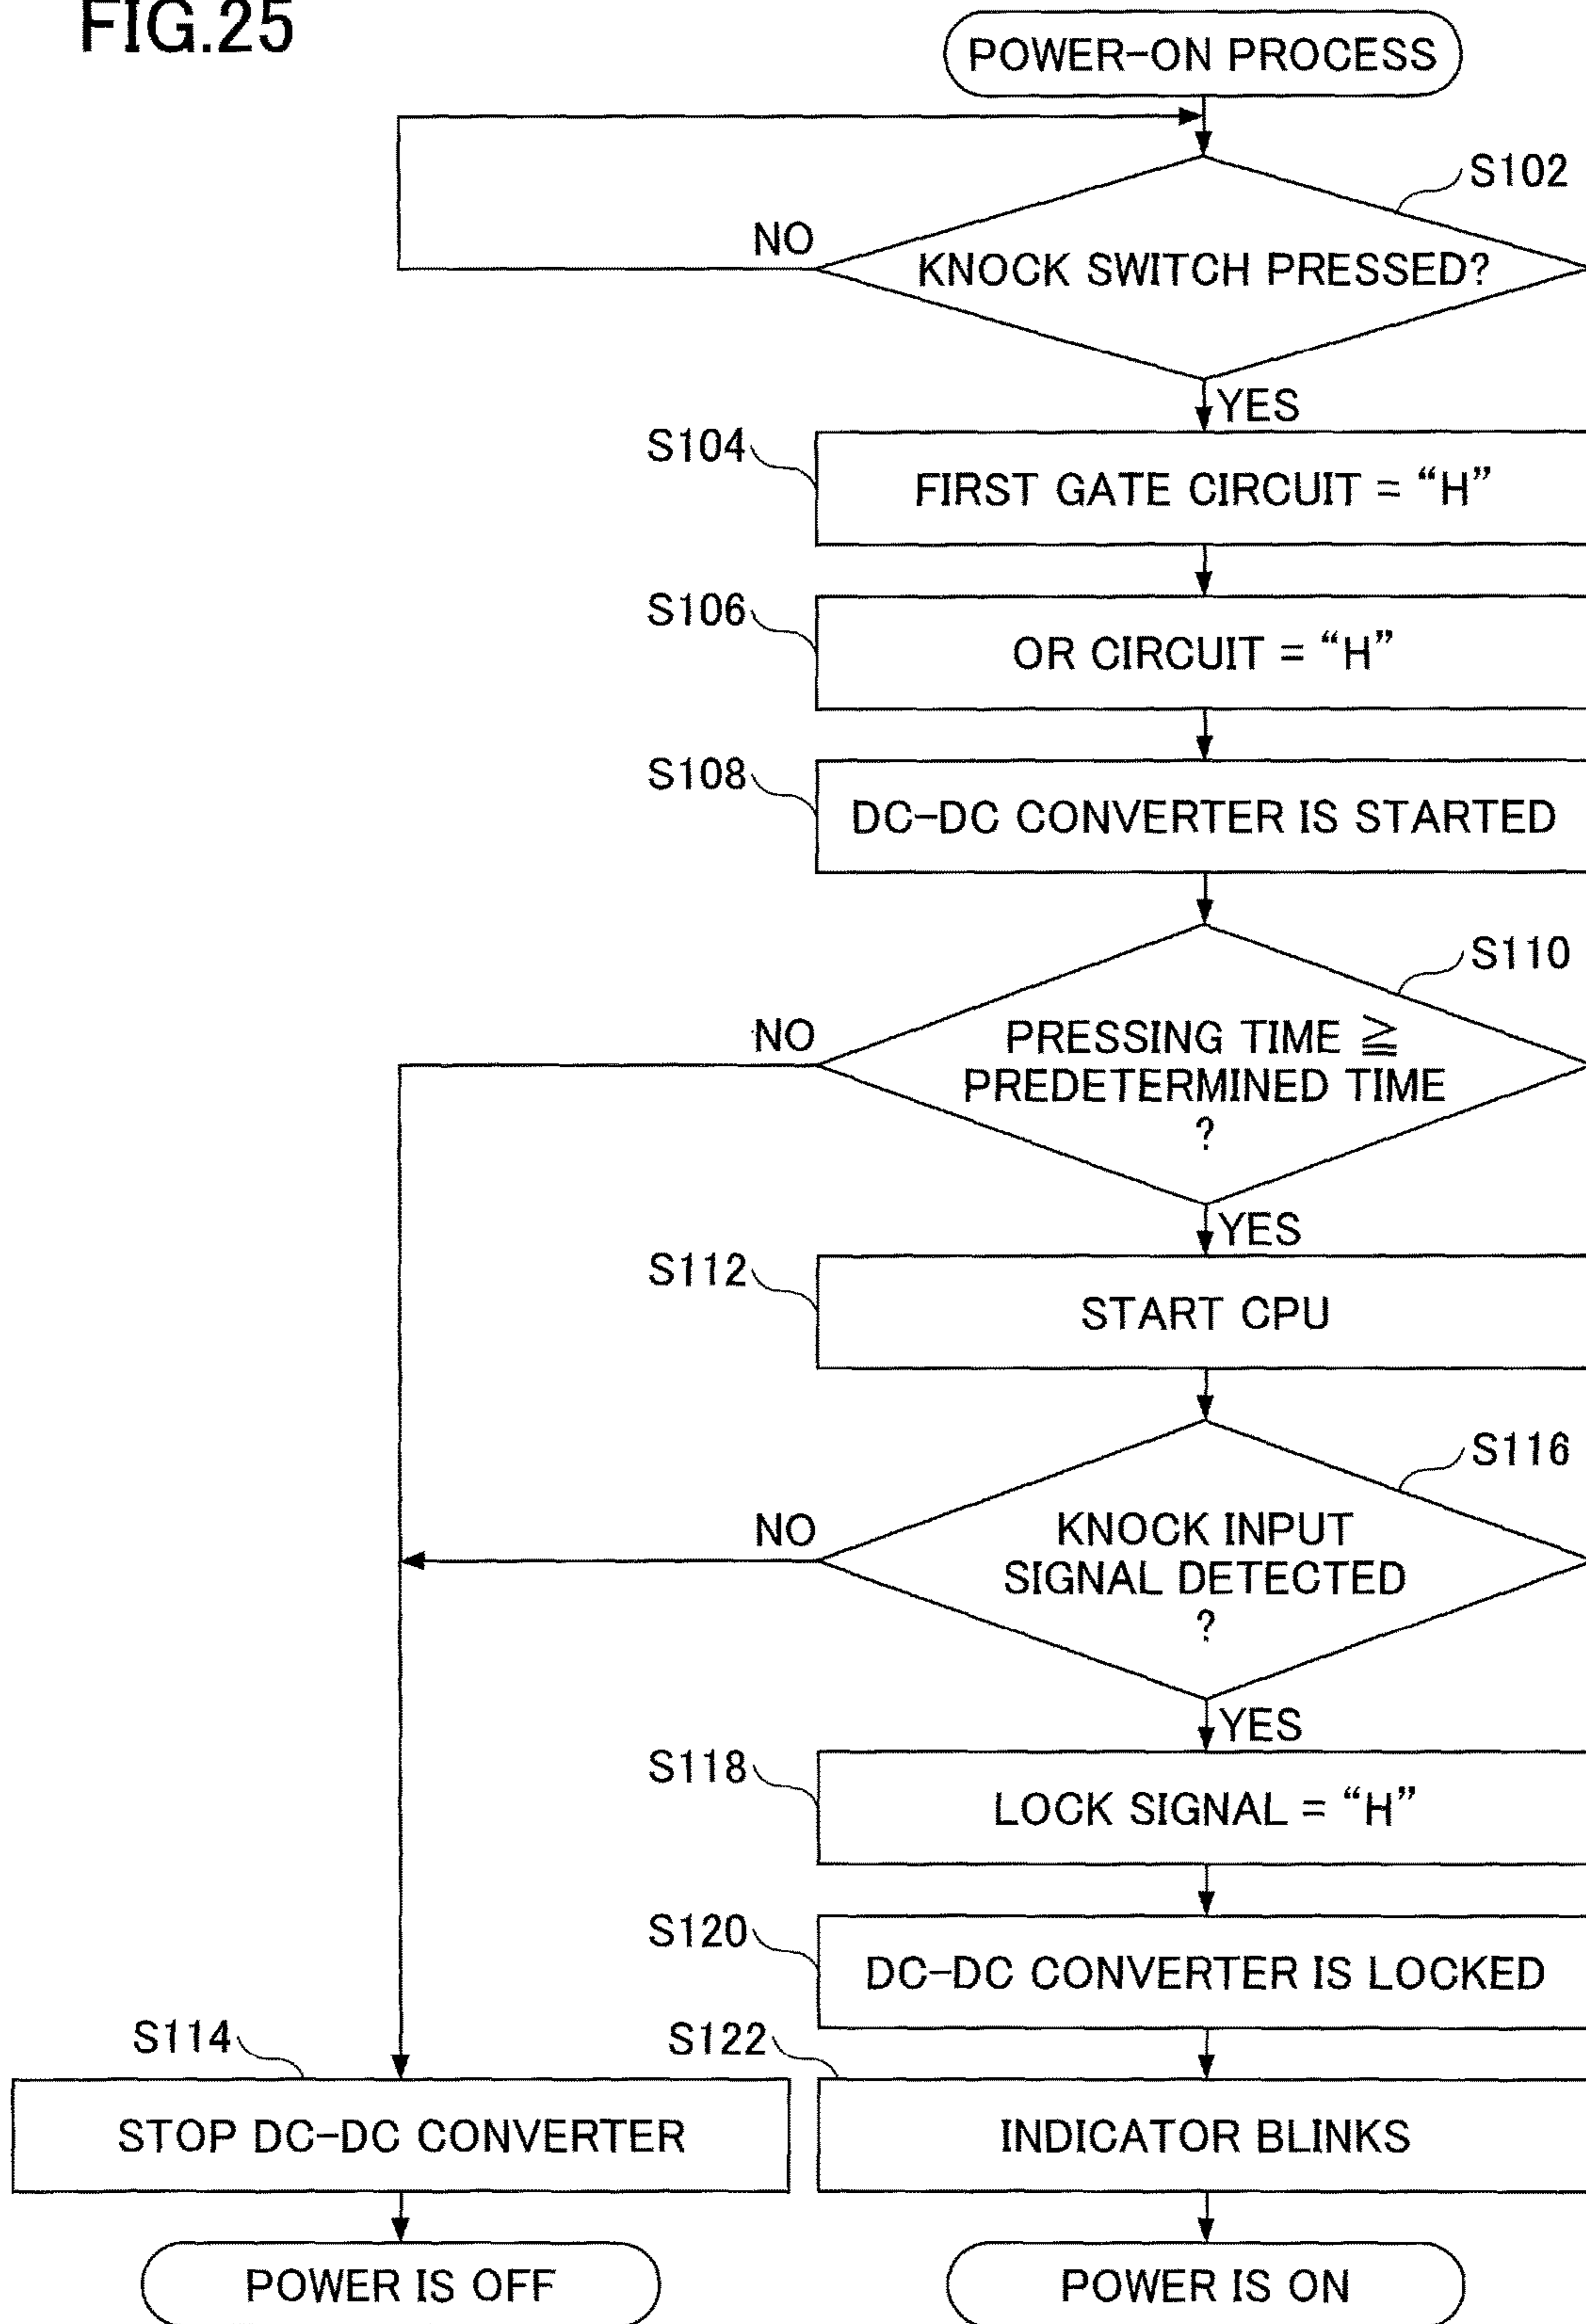 FIG.25
POWER-ON PROCESS
S102
NO
KNOCK SWITCH PRESSED?
YES
S104
FIRST GATE CIRCUIT = “H”
S106
OR CIRCUIT = “H”
S108
DC-DC CONVERTER IS STARTED
S110
NO
PRESSING TIME ≧
PREDETERMINED TIME
?
YES
S112
START CPU
S116
NO
KNOCK INPUT
SIGNAL DETECTED
?
YES
S118
LOCK SIGNAL = “H”
S120
DC-DC CONVERTER IS LOCKED
S114
S122
STOP DC-DC CONVERTER
INDICATOR BLINKS
POWER IS OFF
POWER IS ON